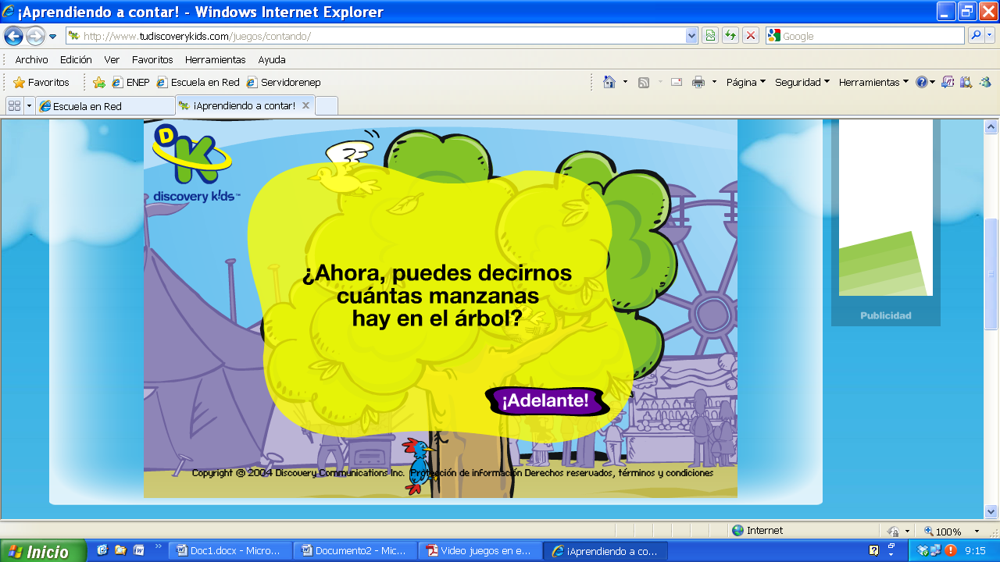 ¡Aprendiendo a contar! - Windows Internet Explorer
http://www.tudiscoverykids.com/juegos/contando/
Google
Archivo Edición Ver Favoritos Herramientas Ayuda
Favoritos ENEP Escuela en Red Servidorenep Página Seguridad Herramientas
Escuela en Red ¡Aprendiendo a contar!
D
K
discovery k!ds™
¿Ahora, puedes decirnos
cuántas manzanas
hay en el árbol?
¡Adelante!
Publicidad
Copyright @ 2004 Discovery Communications Inc. Protección de información Derechos reservados, términos y condiciones
Internet 100%
Inicio Doc1.docx - Micro... Documento2 - Mic... Video juegos en e... ¡Aprendiendo a co... 9:15